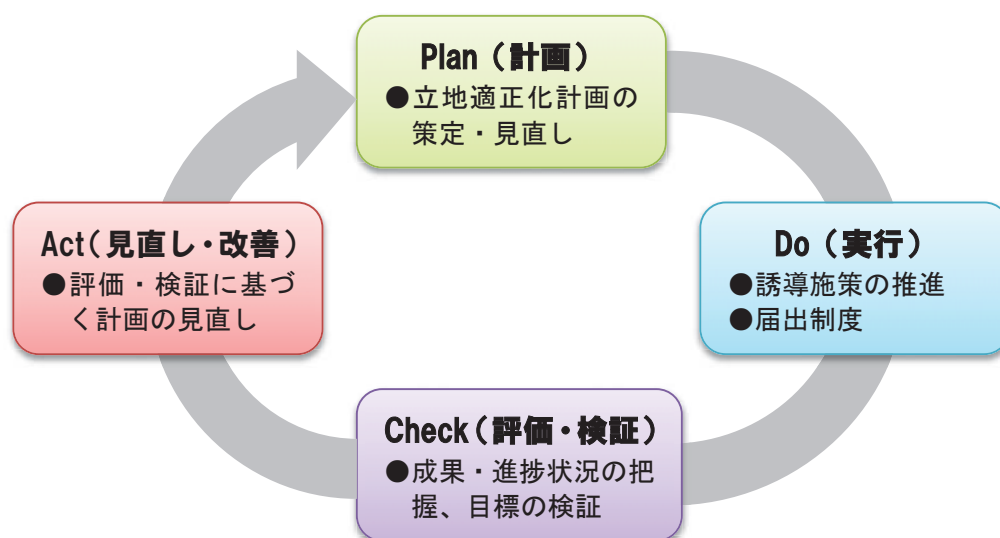 Plan（計画）
●立地適正化計画の
策定・見直し
Do（実行）
●誘導施策の推進
●届出制度
Check（評価・検証）
●成果・進捗状況の把
握、目標の検証
Act（見直し・改善）
●評価・検証に基づ
く計画の見直し